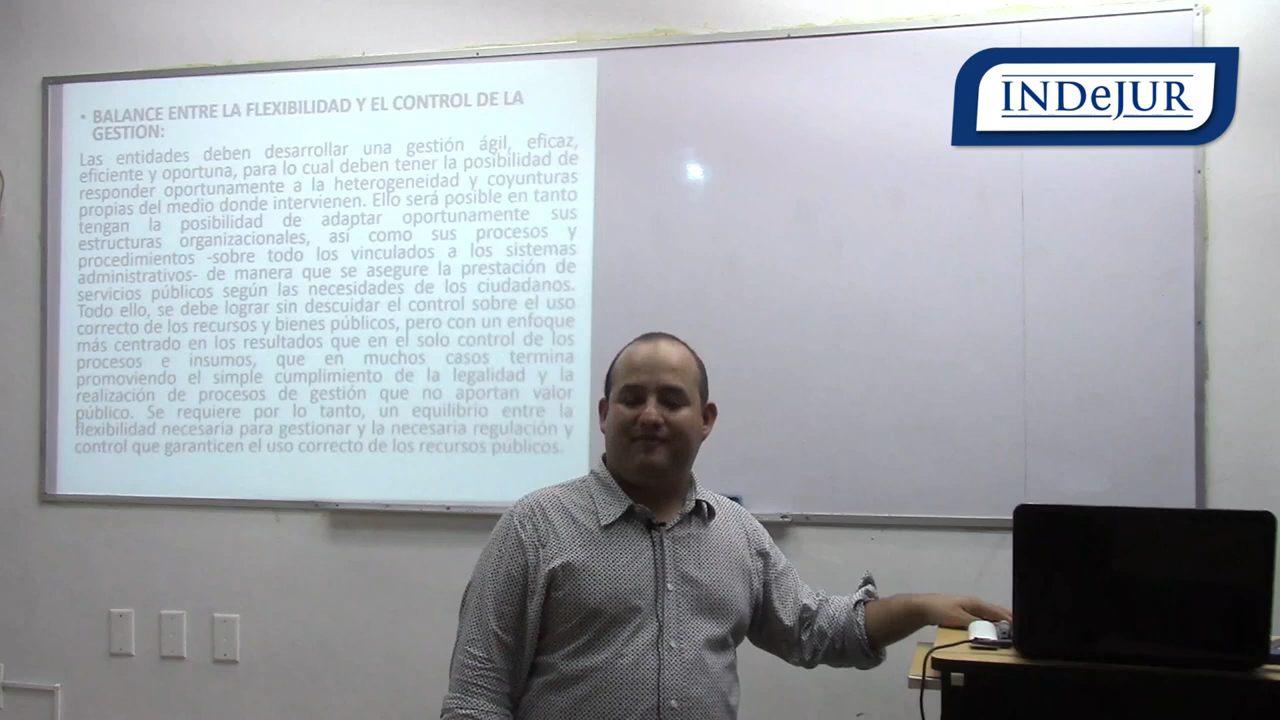 INDeJUR
• BALANCE ENTRE LA FLEXIBILIDAD Y EL CONTROL DE LA
GESTION:
Las entidades deben desarrollar una gestión ágil, eficaz,
eficiente y oportuna, para lo cual deben tener la posibilidad de
responder oportunamente a la heterogeneidad y coyunturas
propias del medio donde intervienen. Ello será posible en tanto
tengan la posibilidad de adaptar oportunamente sus
estructuras organizacionales, así como sus procesos y
procedimientos -sobre todo los vinculados a los sistemas
administrativos- de manera que se asegure la prestación de
servicios públicos según las necesidades de los ciudadanos.
Todo ello, se debe lograr sin descuidar el control sobre el uso
correcto de los recursos y bienes públicos, pero con un enfoque
más centrado en los resultados que en el solo control de los
procesos e insumos, que en muchos casos termina
promoviendo el simple cumplimiento de la legalidad y la
realización de procesos de gestión que no aportan valor
público. Se requiere por lo tanto, un equilibrio entre la
flexibilidad necesaria para gestionar y la necesaria regulación y
control que garanticen el uso correcto de los recursos públicos.